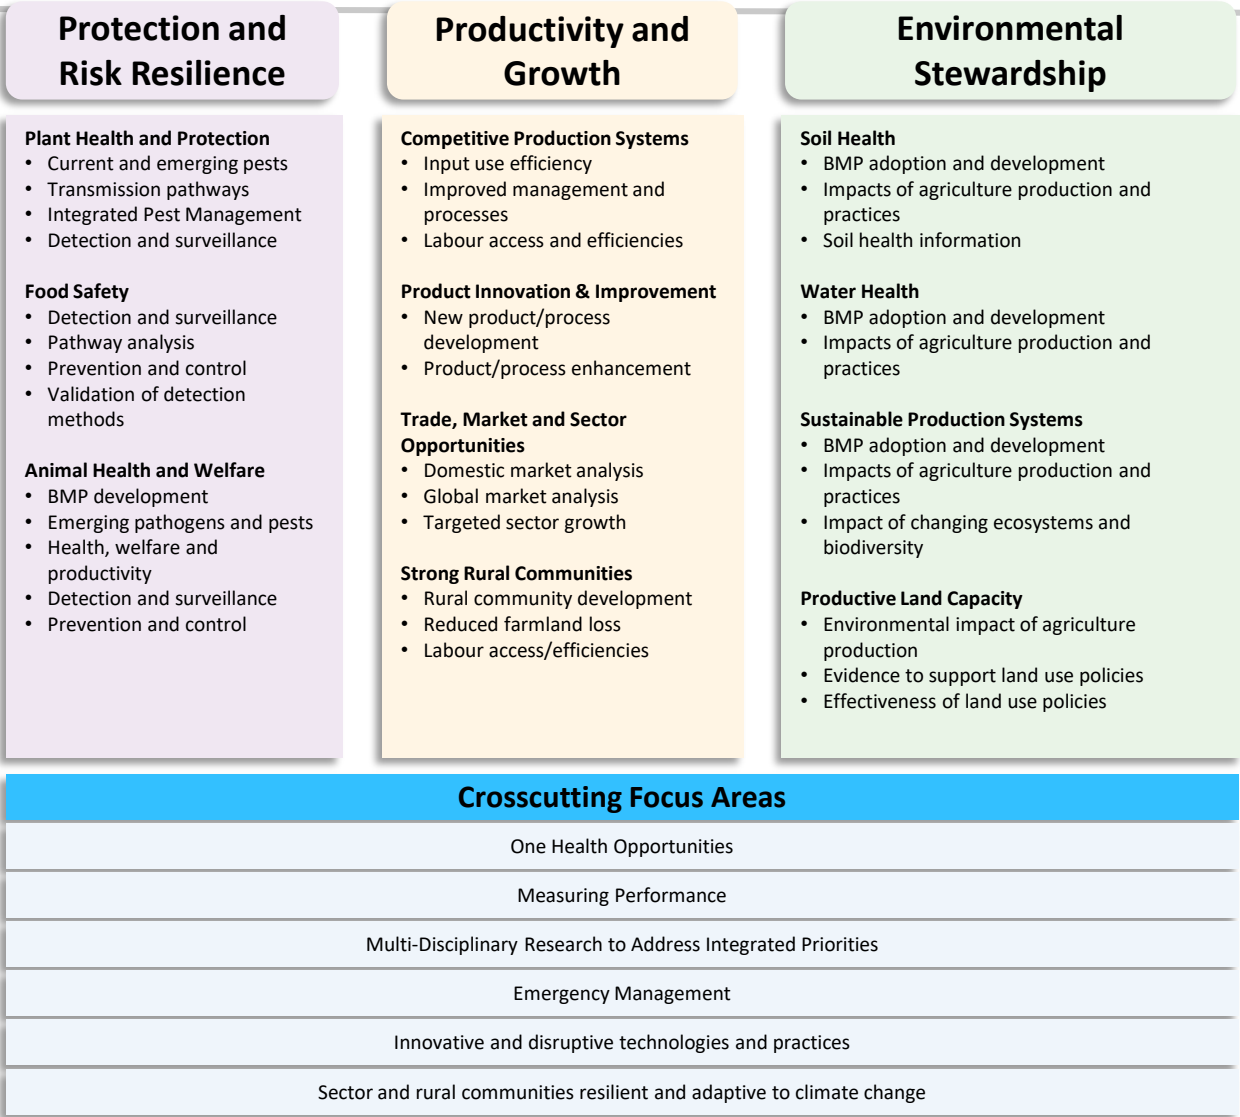 Protection and
Risk Resilience
Plant Health and Protection
• Current and emerging pests
• Transmission pathways
• Integrated Pest Management
• Detection and surveillance
Food Safety
• Detection and surveillance
• Pathway analysis
• Prevention and control
• Validation of detection
methods
Animal Health and Welfare
• BMP development
• Emerging pathogens and pests
• Health, welfare and
productivity
• Detection and surveillance
• Prevention and control
Productivity and
Growth
Competitive Production Systems
• Input use efficiency
• Improved management and
processes
• Labour access and efficiencies
Product Innovation & Improvement
• New product/process
development
• Product/process enhancement
Trade, Market and Sector
Opportunities
• Domestic market analysis
• Global market analysis
• Targeted sector growth
Strong Rural Communities
• Rural community development
• Reduced farmland loss
• Labour access/efficiencies
Environmental
Stewardship
Soil Health
• BMP adoption and development
• Impacts of agriculture production and
practices
• Soil health information
Water Health
• BMP adoption and development
• Impacts of agriculture production and
practices
Sustainable Production Systems
• BMP adoption and development
• Impacts of agriculture production and
practices
• Impact of changing ecosystems and
biodiversity
Productive Land Capacity
• Environmental impact of agriculture
production
• Evidence to support land use policies
• Effectiveness of land use policies
Crosscutting Focus Areas
One Health Opportunities
Measuring Performance
Multi-Disciplinary Research to Address Integrated Priorities
Emergency Management
Innovative and disruptive technologies and practices
Sector and rural communities resilient and adaptive to climate change